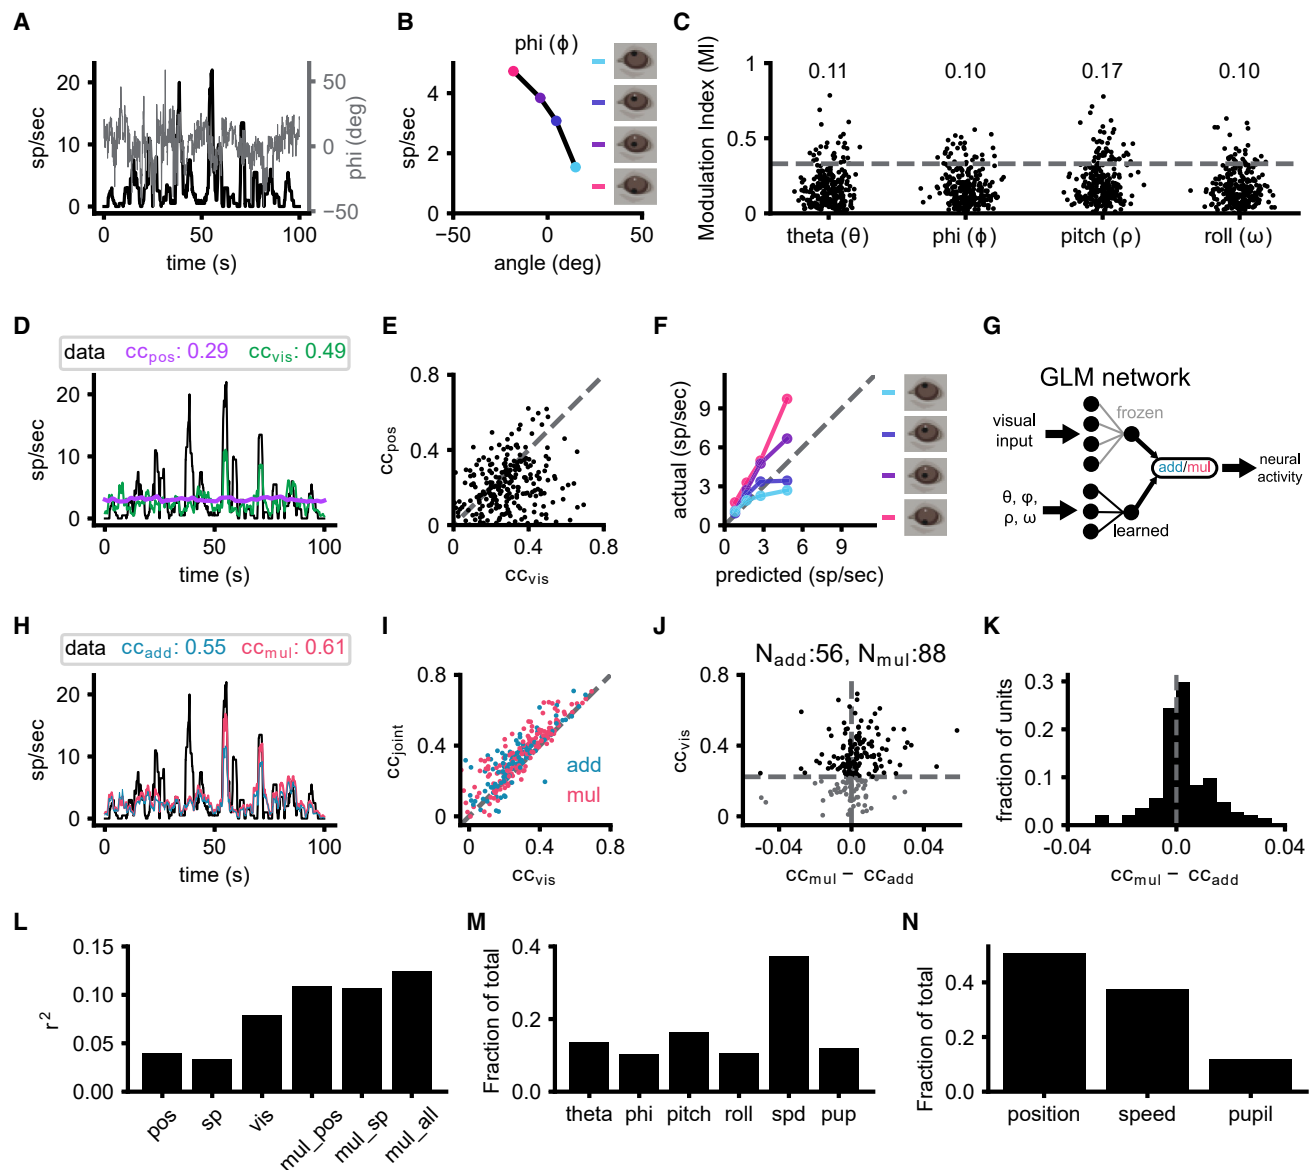 A
20
10
0
sp/sec
50
0
−50
phi (deg)
0
50
100
time (s)
B
phi (ϕ)
4
2
0
sp/sec
−50
0
50
angle (deg)
C
Modulation Index (MI)
1
0.5
0
0.11
0.10
0.17
0.10
theta (θ)
phi (ϕ)
pitch (ρ)
roll (ω)
D
data cc_pos: 0.29 cc_vis: 0.49
20
10
0
sp/sec
0
50
100
time (s)
E
0.8
0.4
0
cc_pos
0
0.4
0.8
cc_vis
F
9
6
3
0
actual (sp/sec)
0
3
6
9
predicted (sp/sec)
G
GLM network
visual
input
frozen
add/mul
neural
activity
θ, φ,
ρ, ω
learned
H
data cc_add: 0.55 cc_mul: 0.61
20
10
0
sp/sec
0
50
100
time (s)
I
0.8
0.4
0
cc_joint
add
mul
0
0.4
0.8
cc_vis
J
N_add:56, N_mul:88
0.8
0.4
0
cc_vis
-0.04
0.0
0.04
cc_mul − cc_add
K
0.3
0.2
0.1
0.0
fraction of units
-0.04
0.0
0.04
cc_mul − cc_add
L
0.15
0.10
0.05
0.00
r²
pos
sp
vis
mul_pos
mul_sp
mul_all
M
0.4
0.2
0.0
Fraction of total
theta
phi
pitch
roll
spd
pup
N
0.4
0.2
0.0
Fraction of total
position
speed
pupil